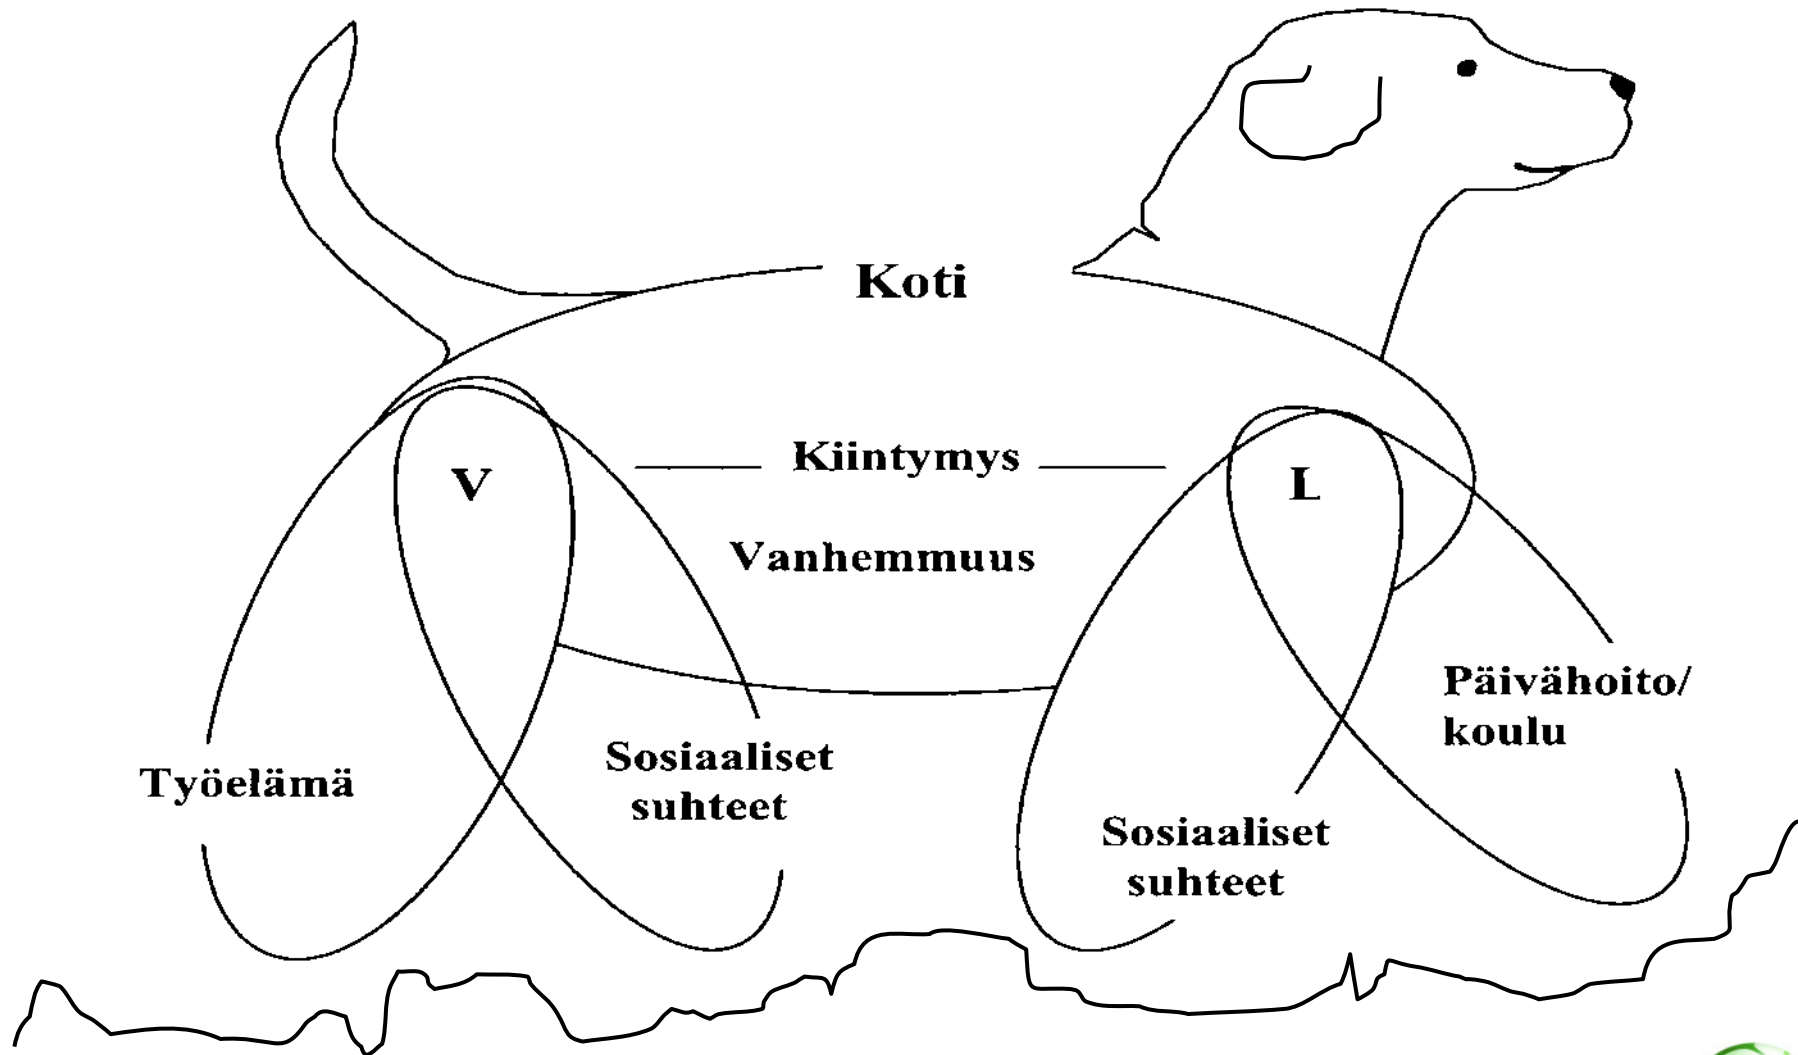 Koti
Kiintymys
V
L
Vanhemmuus
Päivähoito/
koulu
Sosiaaliset
suhteet
Työelämä
Sosiaaliset
suhteet